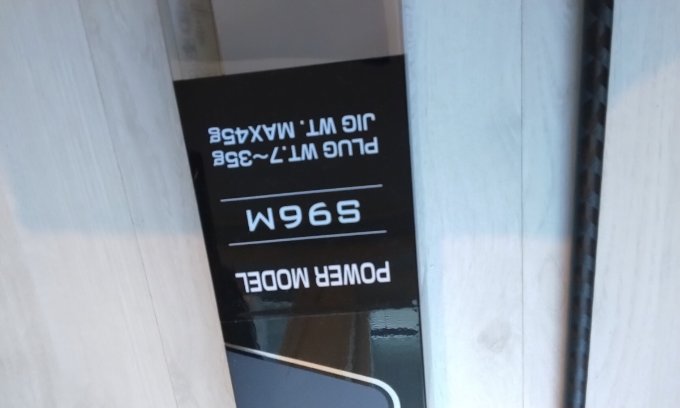 POWER MODEL
S96M
PLUG WT.7~35g
JIG WT. MAX45g